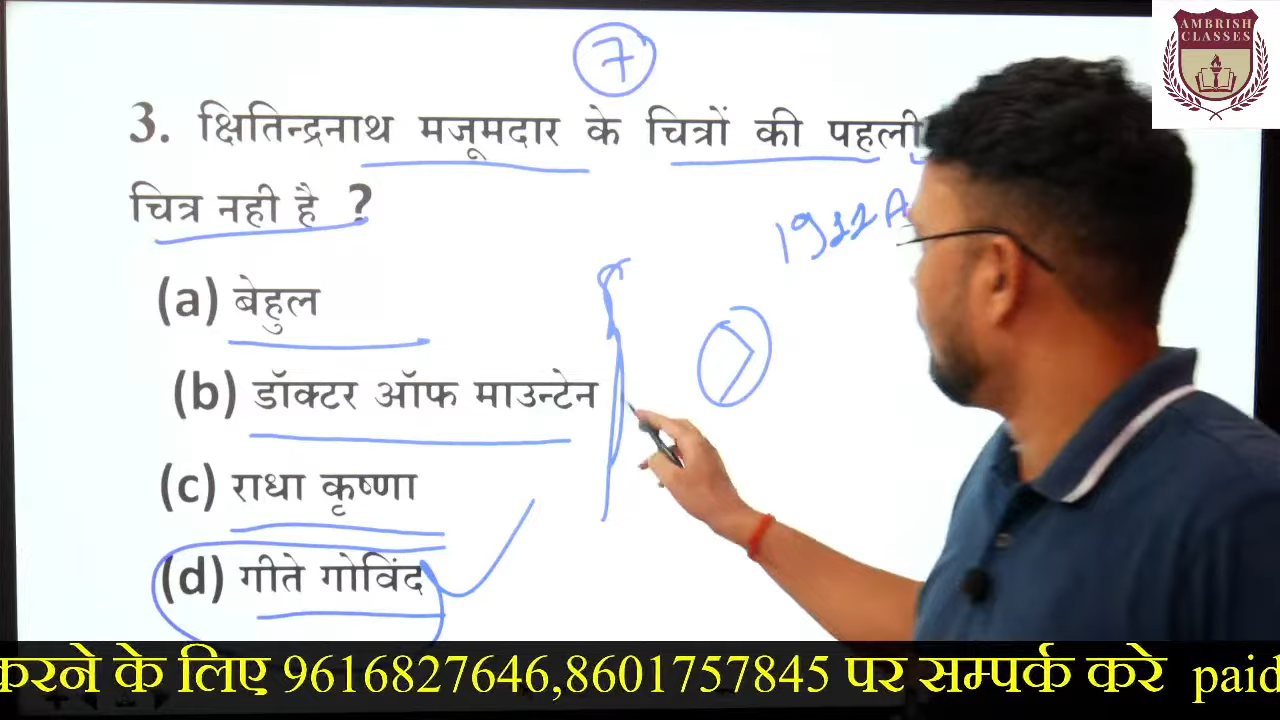 AMBRISH
CLASSES
7
3. क्षितिन्द्रनाथ मजूमदार के चित्रों की पहली
चित्र नही है ?
1911 A
(a) बेहुल
(b) डॉक्टर ऑफ माउन्टेन
(c) राधा कृष्णा
(d) गीते गोविंद
करने के लिए 9616827646,8601757845 पर सम्पर्क करे paid